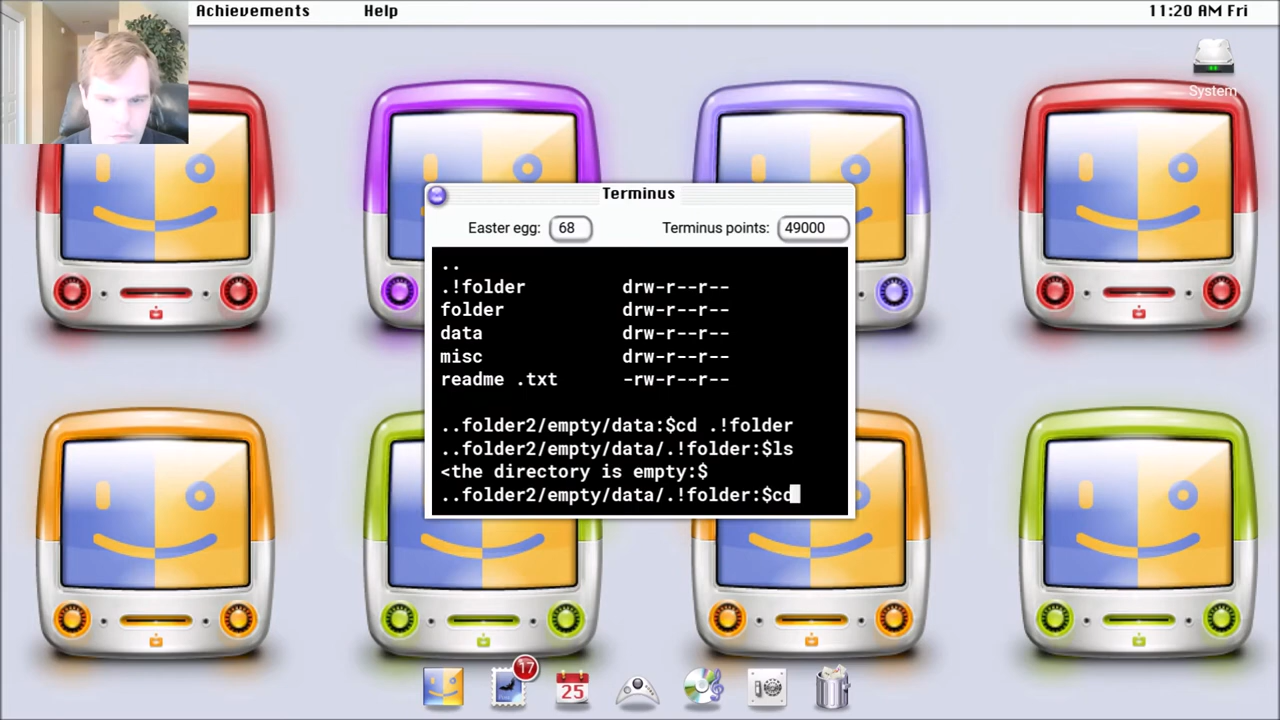 Achievements Help 11:20 AM Fri
System
Terminus
Easter egg: 68 Terminus points: 49000
..
.!folder drw-r--r--
folder drw-r--r--
data drw-r--r--
misc drw-r--r--
readme .txt -rw-r--r--
..folder2/empty/data:$cd .!folder
..folder2/empty/data/.!folder:$ls
<the directory is empty:$
..folder2/empty/data/.!folder:$cd
17
25